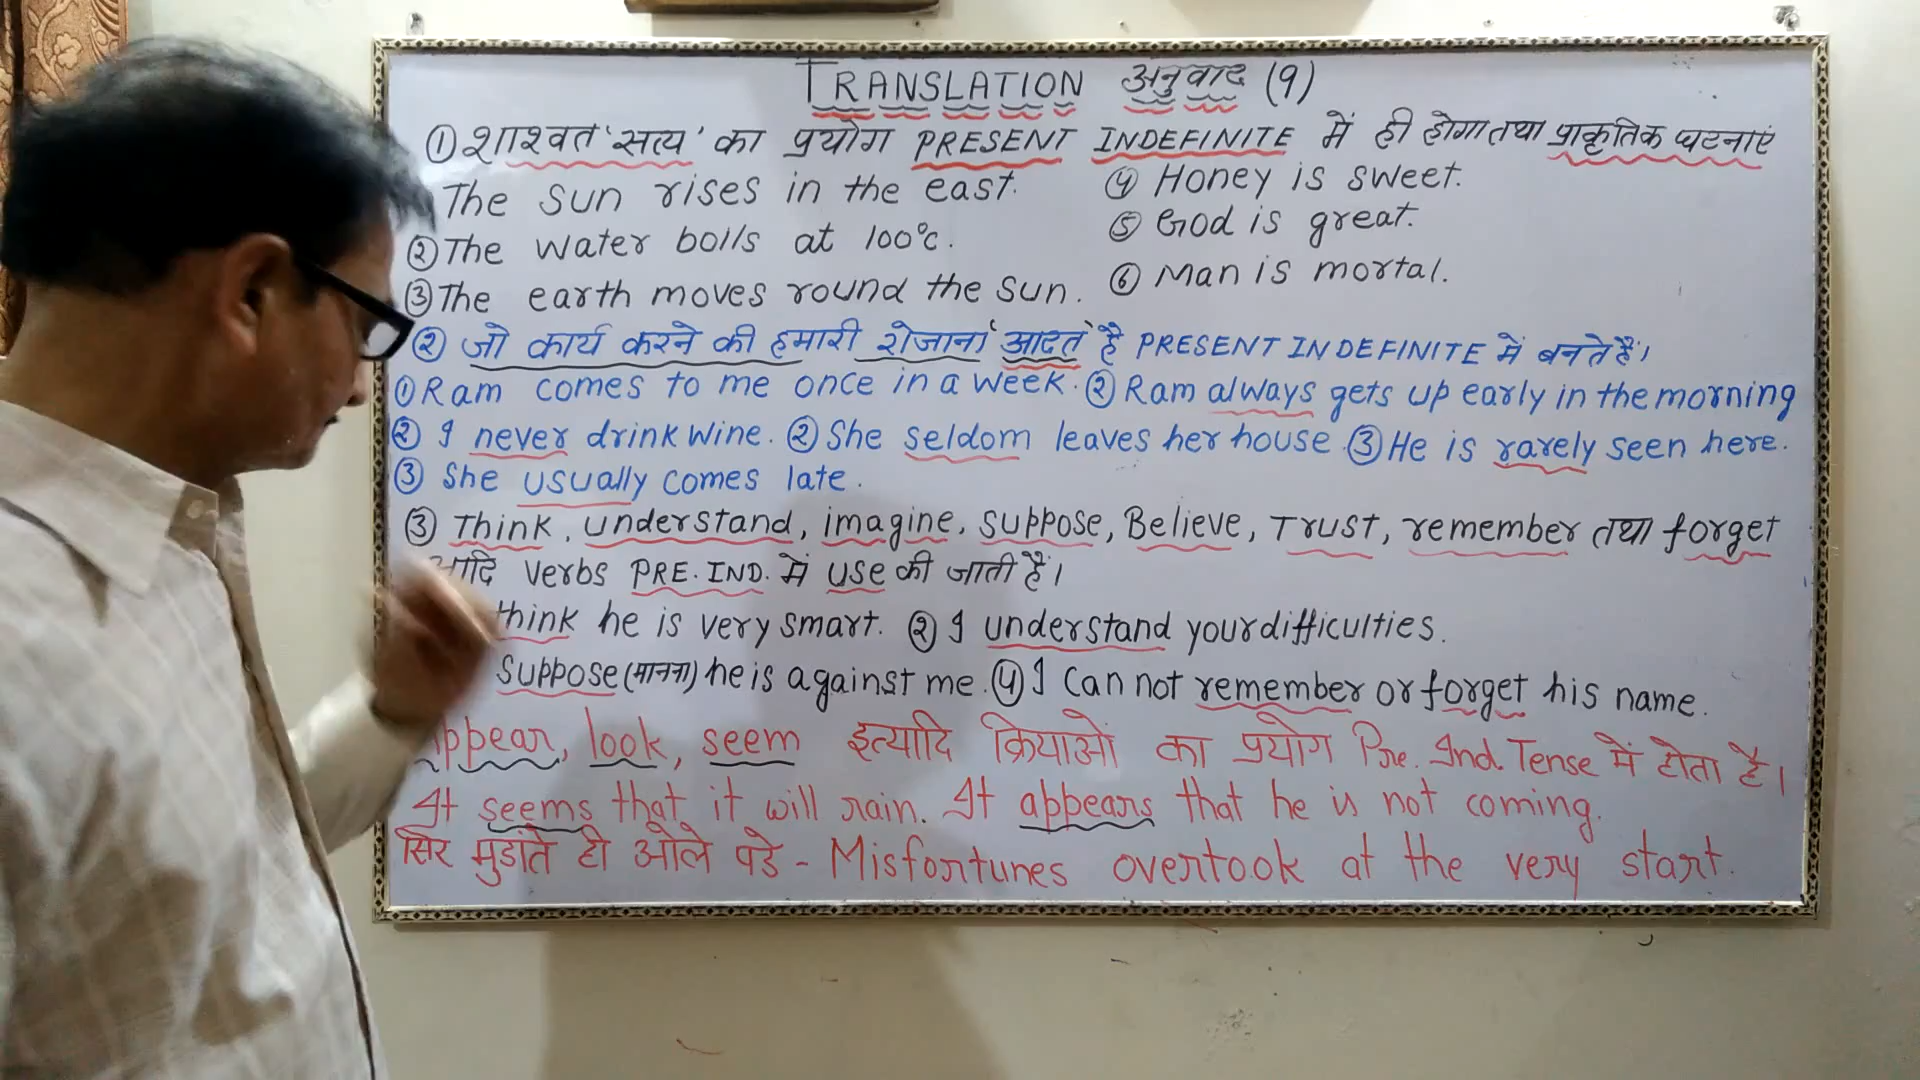 TRANSLATION अनुवाद (१)
① शाश्वत 'सत्य' का प्रयोग PRESENT INDEFINITE में ही होगा तथा प्राकृतिक घटनाएं
The sun rises in the east.
② The water boils at 100°c.
③ The earth moves round the sun.
④ Honey is sweet.
⑤ God is great.
⑥ Man is mortal.
② जो कार्य करने की हमारी रोजाना 'आदत' है PRESENT INDEFINITE में बनते हैं।
① Ram comes to me once in a week. ② Ram always gets up early in the morning
② I never drink wine. ② She seldom leaves her house. ③ He is rarely seen here.
③ She usually comes late.
③ Think, understand, imagine, suppose, Believe, Trust, remember तथा forget
आदि verbs PRE. IND. में use की जाती हैं।
think he is very smart. ② I understand your difficulties.
suppose (मानना) he is against me. ④ I can not remember or forget his name.
ppear, look, seem इत्यादि क्रियाओं का प्रयोग Pre. Ind. Tense में होता है।
It seems that it will rain. It appears that he is not coming.
सिर मुडांते ही ओले पडे - Misfortunes overtook at the very start.